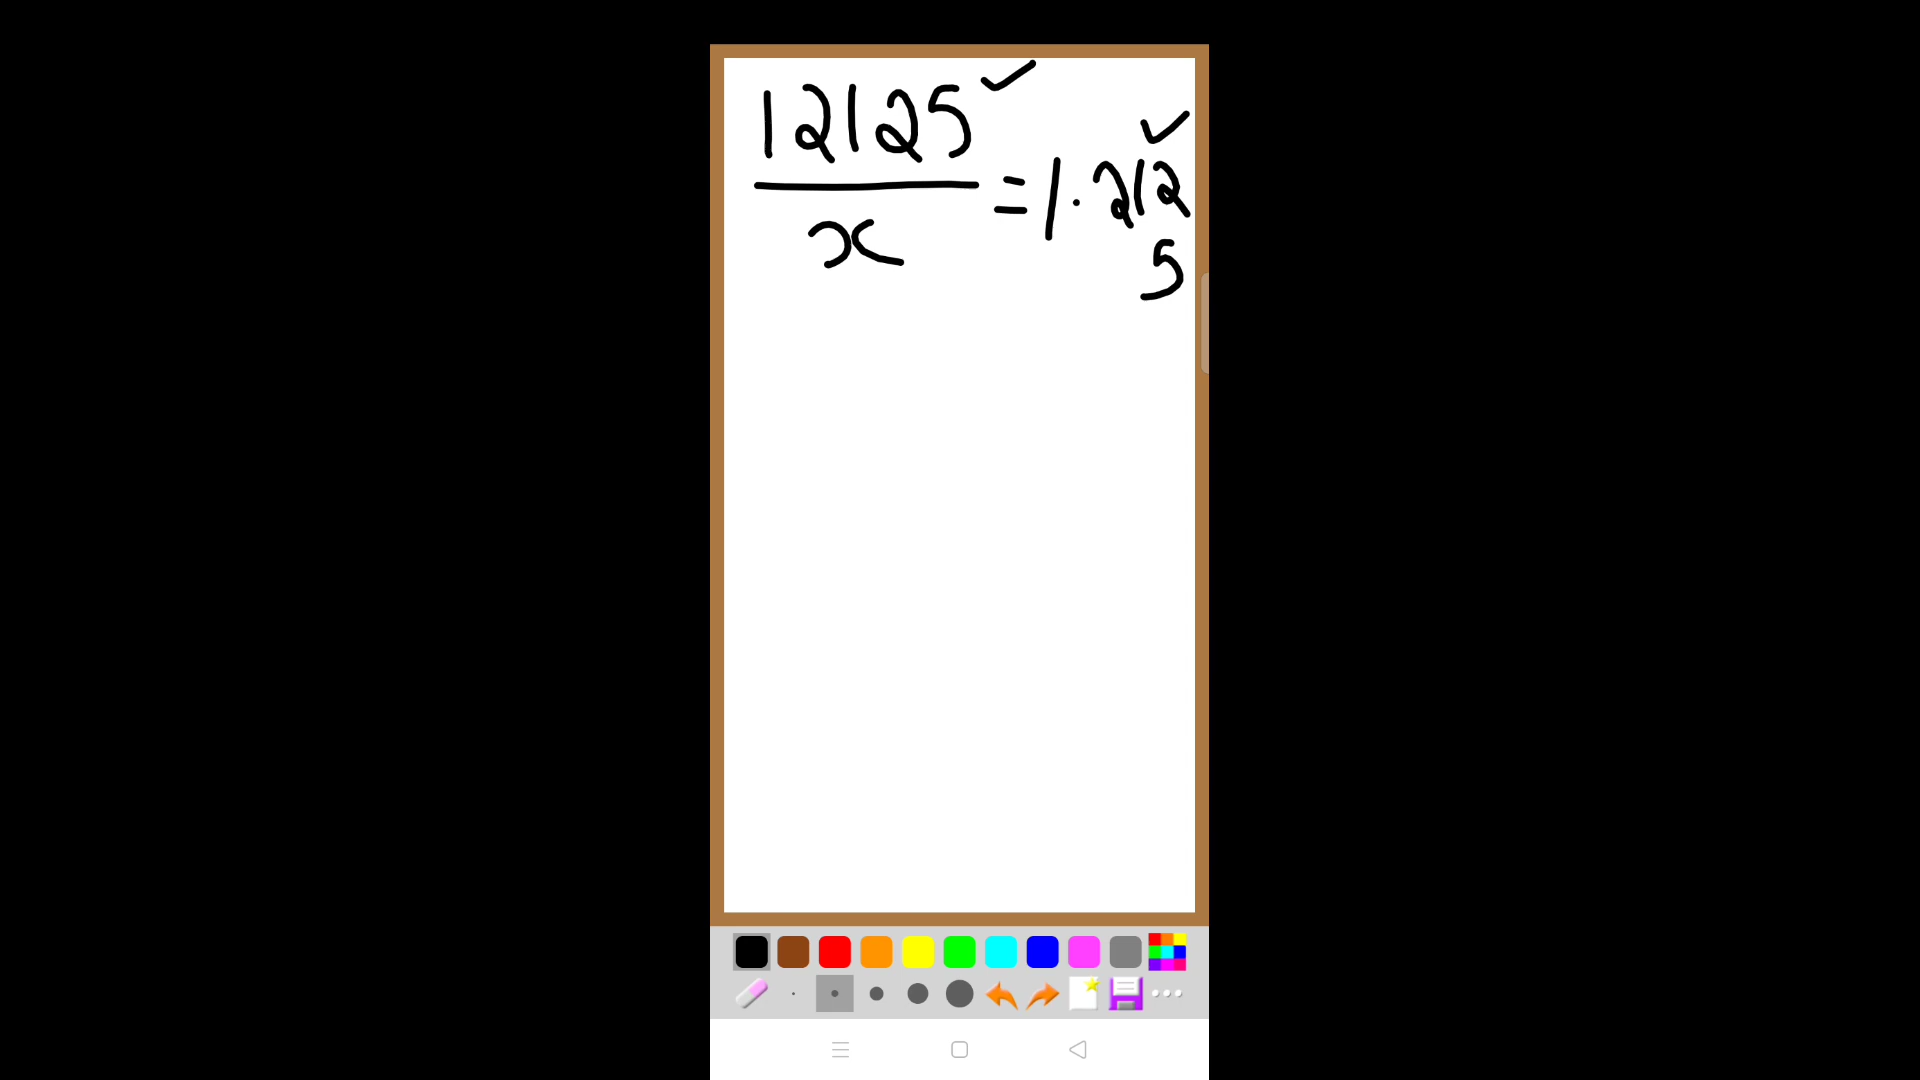 12125 ✓
x
= 1.212 ✓
5